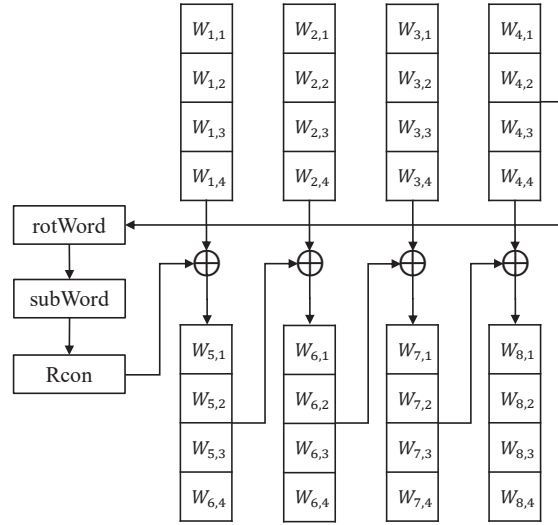 W1,1 W2,1 W3,1 W4,1
W1,2 W2,2 W3,2 W4,2
W1,3 W2,3 W3,3 W4,3
W1,4 W2,4 W3,4 W4,4
rotWord
subWord
Rcon
W5,1 W6,1 W7,1 W8,1
W5,2 W6,2 W7,2 W8,2
W5,3 W6,3 W7,3 W8,3
W6,4 W6,4 W7,4 W8,4